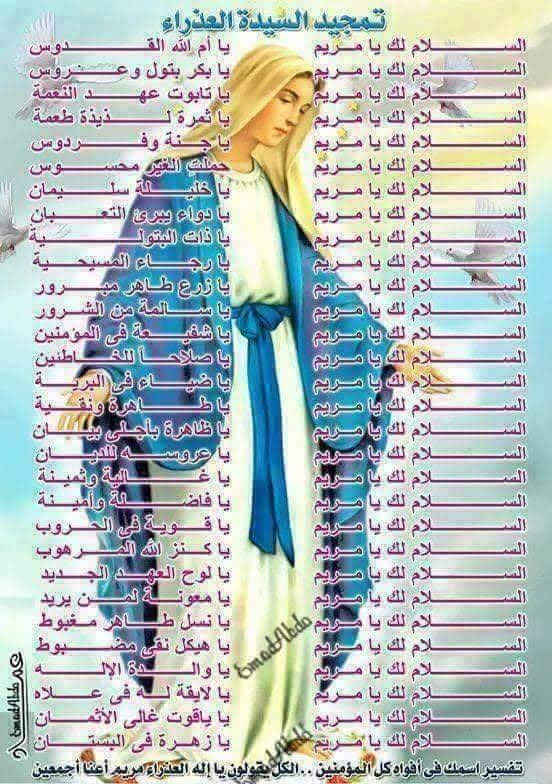 تمجيد السيدة العذراء
السلام لك يا مريم يا أم الله القدوس
السلام لك يا مريم يا بكر بتول وعروس
السلام لك يا مريم يا تابوت عهد النعمة
السلام لك يا مريم يا ثمرة لذيذة طعمة
السلام لك يا مريم يا جنة وفردوس
السلام لك يا مريم حملت الغير محسوس
السلام لك يا مريم يا خليلة سليمان
السلام لك يا مريم يا دواء يبرئ التعبان
السلام لك يا مريم يا ذات البتولية
السلام لك يا مريم يا رجاء المسيحية
السلام لك يا مريم يا زرع طاهر مبرور
السلام لك يا مريم يا سالمة من الشرور
السلام لك يا مريم يا شفيعة فى المؤمنين
السلام لك يا مريم يا صلاحاً للخاطئين
السلام لك يا مريم يا ضياء فى البرية
السلام لك يا مريم يا طاهرة ونقية
السلام لك يا مريم يا ظاهرة بأجلى بيان
السلام لك يا مريم يا عروسه للديان
السلام لك يا مريم يا غالية وثمينة
السلام لك يا مريم يا فاضلة وأمينة
السلام لك يا مريم يا قوية فى الحروب
السلام لك يا مريم يا كنز الله المرهوب
السلام لك يا مريم يا لوح العهد الجديد
السلام لك يا مريم يا معونة لمن يريد
السلام لك يا مريم يا نسل طاهر مغبوط
السلام لك يا مريم يا هيكل نقى مضبوط
السلام لك يا مريم يا والدة الإله
السلام لك يا مريم يا لايقة له فى علاه
السلام لك يا مريم يا ياقوت غالى الأثمان
السلام لك يا مريم يا زهرة فى البستان
تفسير اسمك فى أفواه كل المؤمنين .. الكل يقولون يا إله العذراء مريم أعنا أجمعين
EmadAbdo
EmadAbdo
EmadAbdo